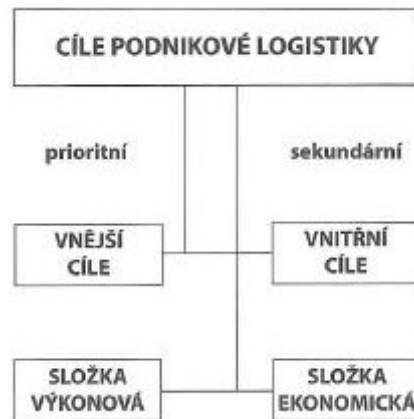 CÍLE PODNIKOVÉ LOGISTIKY
prioritní
sekundární
VNĚJŠÍ
CÍLE
VNITŘNÍ
CÍLE
SLOŽKA
VÝKONOVÁ
SLOŽKA
EKONOMICKÁ